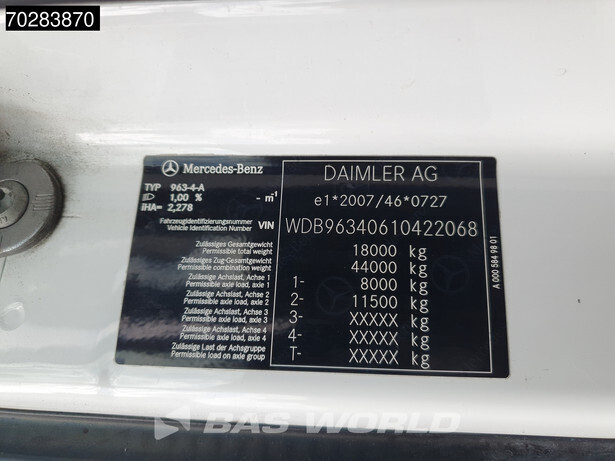 70283870
Mercedes-Benz
DAIMLER AG
TYP 963-4-A
1,00 % - m⁻¹
IHA= 2,278
e1*2007/46*0727
Fahrzeugidentifizierungsnummer
Vehicle Identification Number VIN
WDB96340610422068
Zulässiges Gesamtgewicht
Permissible total weight
18000 kg
Zulässiges Zug-Gesamtgewicht
Permissible combination weight
44000 kg
Zulässige Achslast, Achse 1
Permissible axle load, axle 1
1- 8000 kg
Zulässige Achslast, Achse 2
Permissible axle load, axle 2
2- 11500 kg
Zulässige Achslast, Achse 3
Permissible axle load, axle 3
3- XXXXX kg
Zulässige Achslast, Achse 4
Permissible axle load, axle 4
4- XXXXX kg
Zulässige Last der Achsgruppe
Permissible load on axle group
T- XXXXX kg
A 000 584 98 01
BAS WORLD